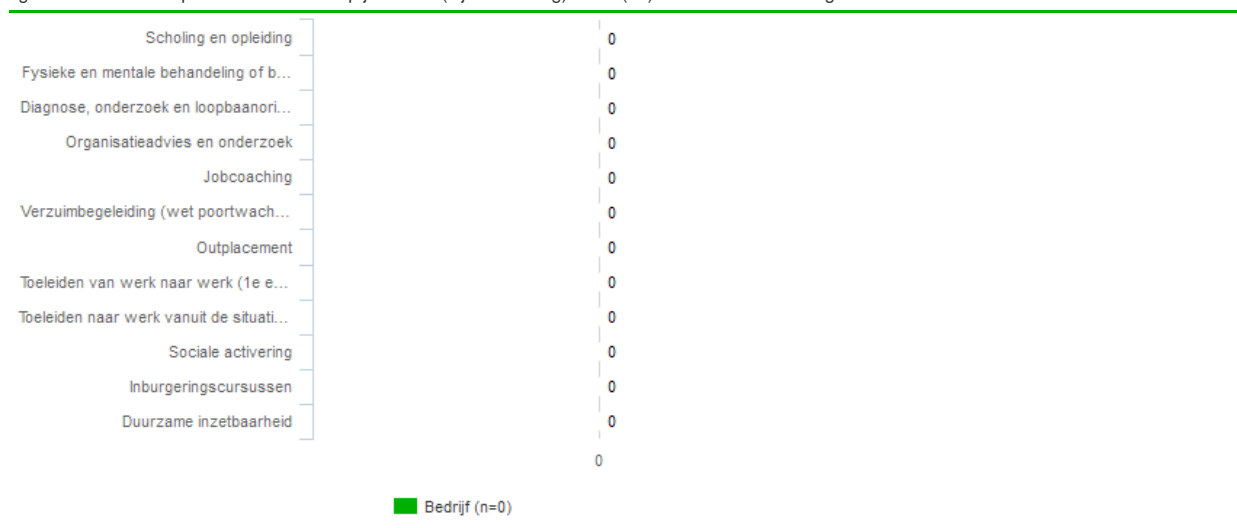 Scholing en opleiding 0
Fysieke en mentale behandeling of b... 0
Diagnose, onderzoek en loopbaanori... 0
Organisatieadvies en onderzoek 0
Jobcoaching 0
Verzuimbegeleiding (wet poortwach... 0
Outplacement 0
Toeleiden van werk naar werk (1e e... 0
Toeleiden naar werk vanuit de situati... 0
Sociale activering 0
Inburgeringscursussen 0
Duurzame inzetbaarheid 0
0
Bedrijf (n=0)